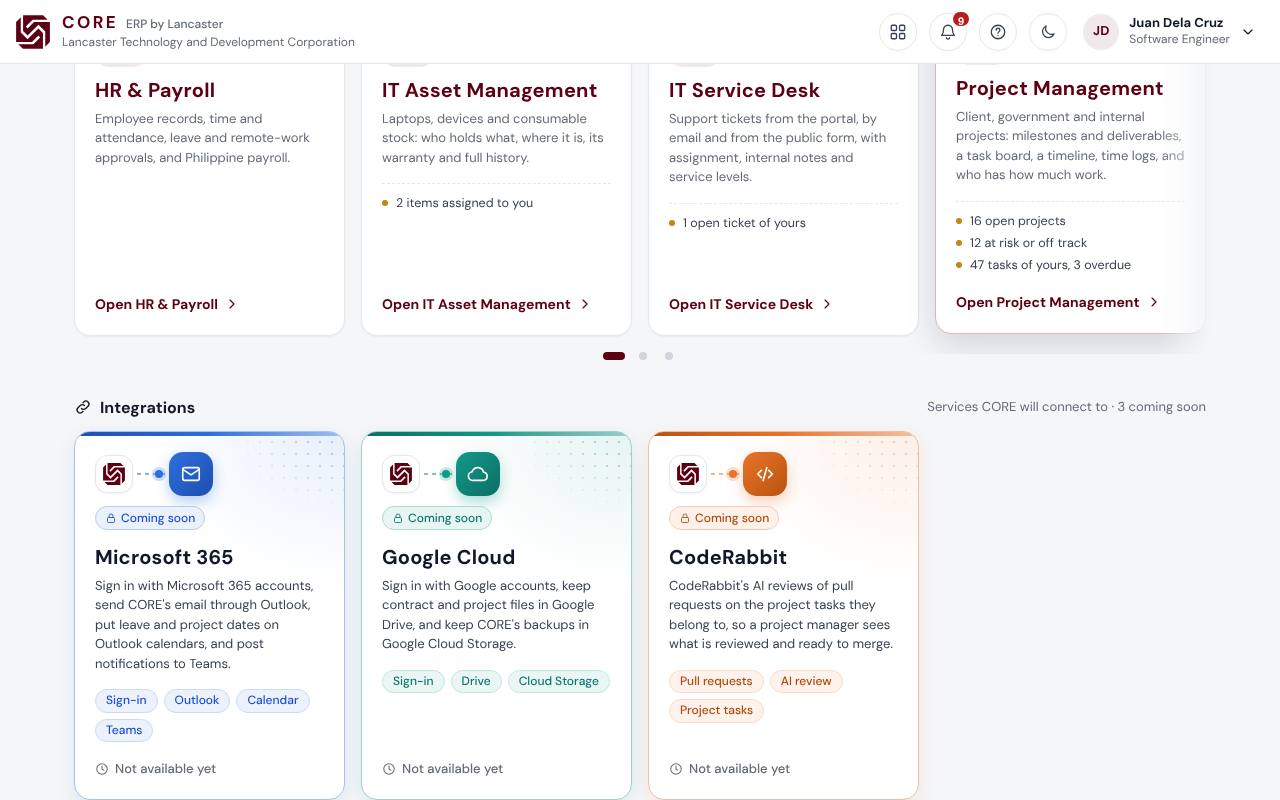 CORE ERP by Lancaster
Lancaster Technology and Development Corporation
9
JD
Juan Dela Cruz
Software Engineer
HR & Payroll
Employee records, time and
attendance, leave and remote-work
approvals, and Philippine payroll.
Open HR & Payroll
IT Asset Management
Laptops, devices and consumable
stock: who holds what, where it is, its
warranty and full history.
2 items assigned to you
Open IT Asset Management
IT Service Desk
Support tickets from the portal, by
email and from the public form, with
assignment, internal notes and
service levels.
1 open ticket of yours
Open IT Service Desk
Project Management
Client, government and internal
projects: milestones and deliverables,
a task board, a timeline, time logs, and
who has how much work.
16 open projects
12 at risk or off track
47 tasks of yours, 3 overdue
Open Project Management
Integrations
Services CORE will connect to · 3 coming soon
Coming soon
Microsoft 365
Sign in with Microsoft 365 accounts,
send CORE's email through Outlook,
put leave and project dates on
Outlook calendars, and post
notifications to Teams.
Sign-in Outlook Calendar
Teams
Not available yet
Coming soon
Google Cloud
Sign in with Google accounts, keep
contract and project files in Google
Drive, and keep CORE's backups in
Google Cloud Storage.
Sign-in Drive Cloud Storage
Not available yet
Coming soon
CodeRabbit
CodeRabbit's AI reviews of pull
requests on the project tasks they
belong to, so a project manager sees
what is reviewed and ready to merge.
Pull requests AI review
Project tasks
Not available yet